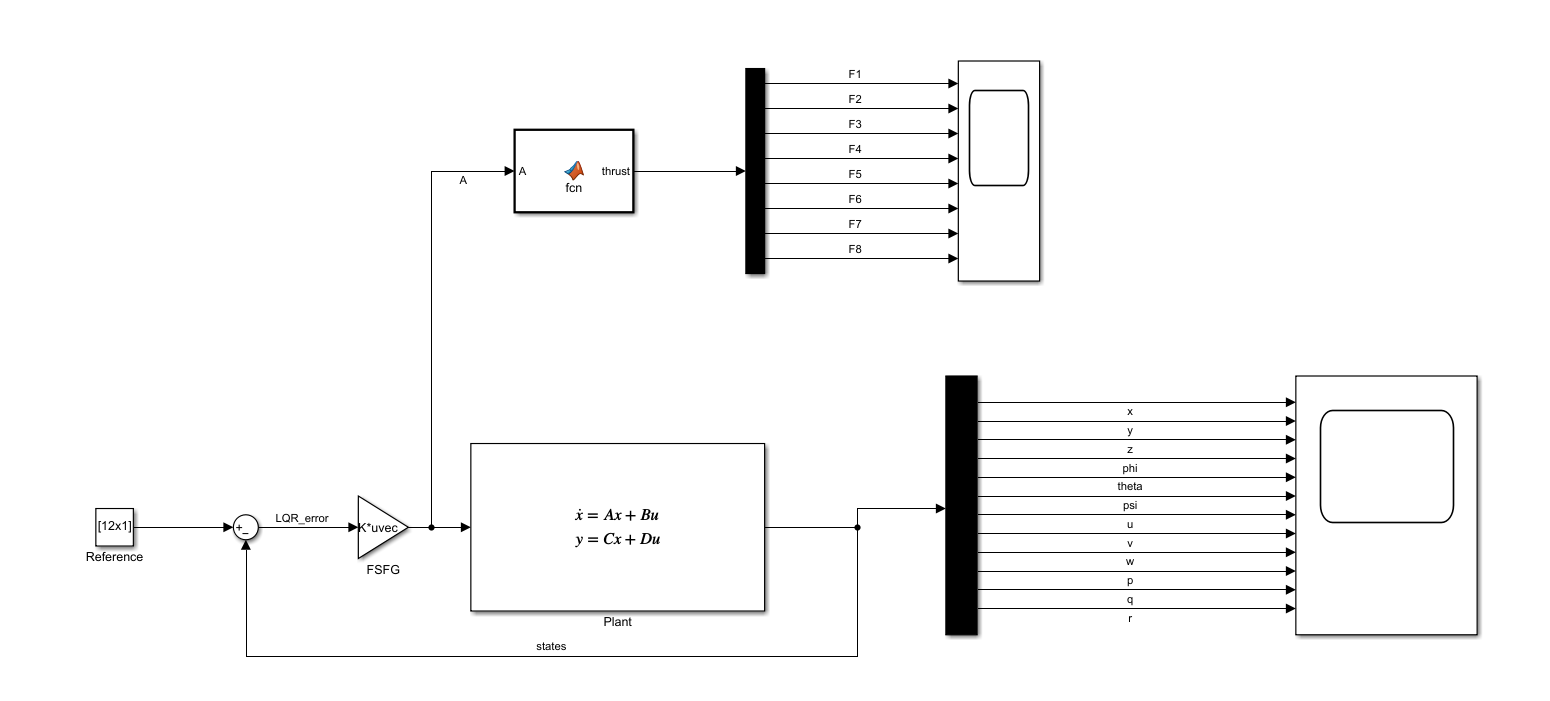 F1
F2
F3
F4
F5
F6
F7
F8
A
A
fcn
thrust
[12x1]
Reference
+
−
LQR_error
K*uvec
FSFG
ẋ = Ax + Bu
y = Cx + Du
Plant
states
x
y
z
phi
theta
psi
u
v
w
p
q
r